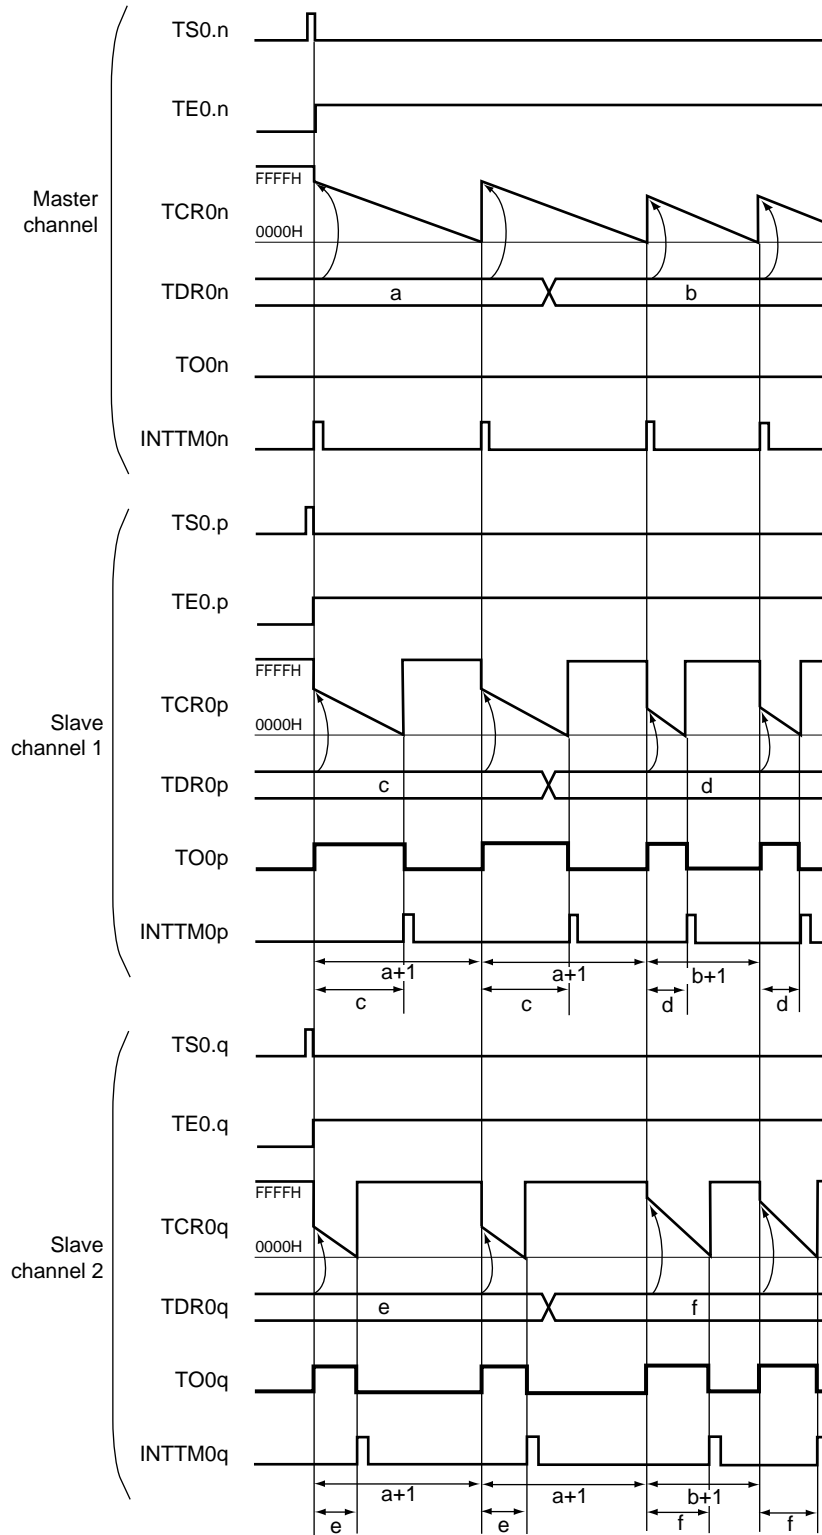 TS0.n
TE0.n
FFFFH
Master
channel
TCR0n
0000H
TDR0n
a
b
TO0n
INTTM0n
TS0.p
TE0.p
FFFFH
TCR0p
0000H
Slave
channel 1
TDR0p
c
d
TO0p
INTTM0p
a+1
a+1
b+1
c
c
d
d
TS0.q
TE0.q
FFFFH
TCR0q
0000H
Slave
channel 2
TDR0q
e
f
TO0q
INTTM0q
a+1
a+1
b+1
e
e
f
f